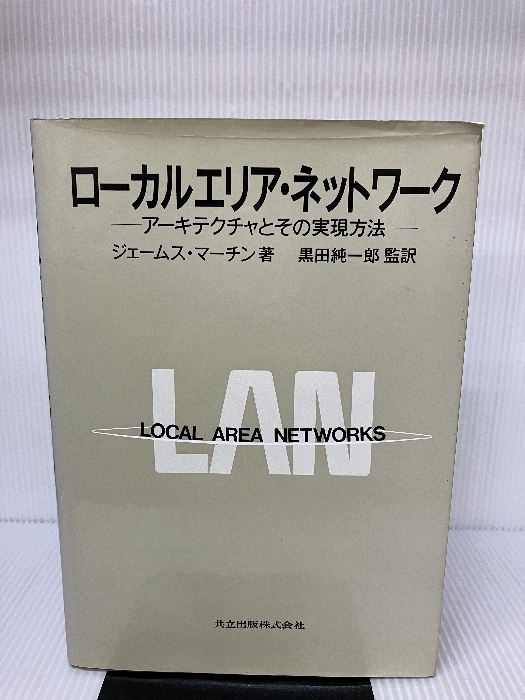 ローカルエリア・ネットワーク
—アーキテクチャとその実現方法—
ジェームス・マーチン著 黒田純一郎監訳
LAN
LOCAL AREA NETWORKS
共立出版株式会社